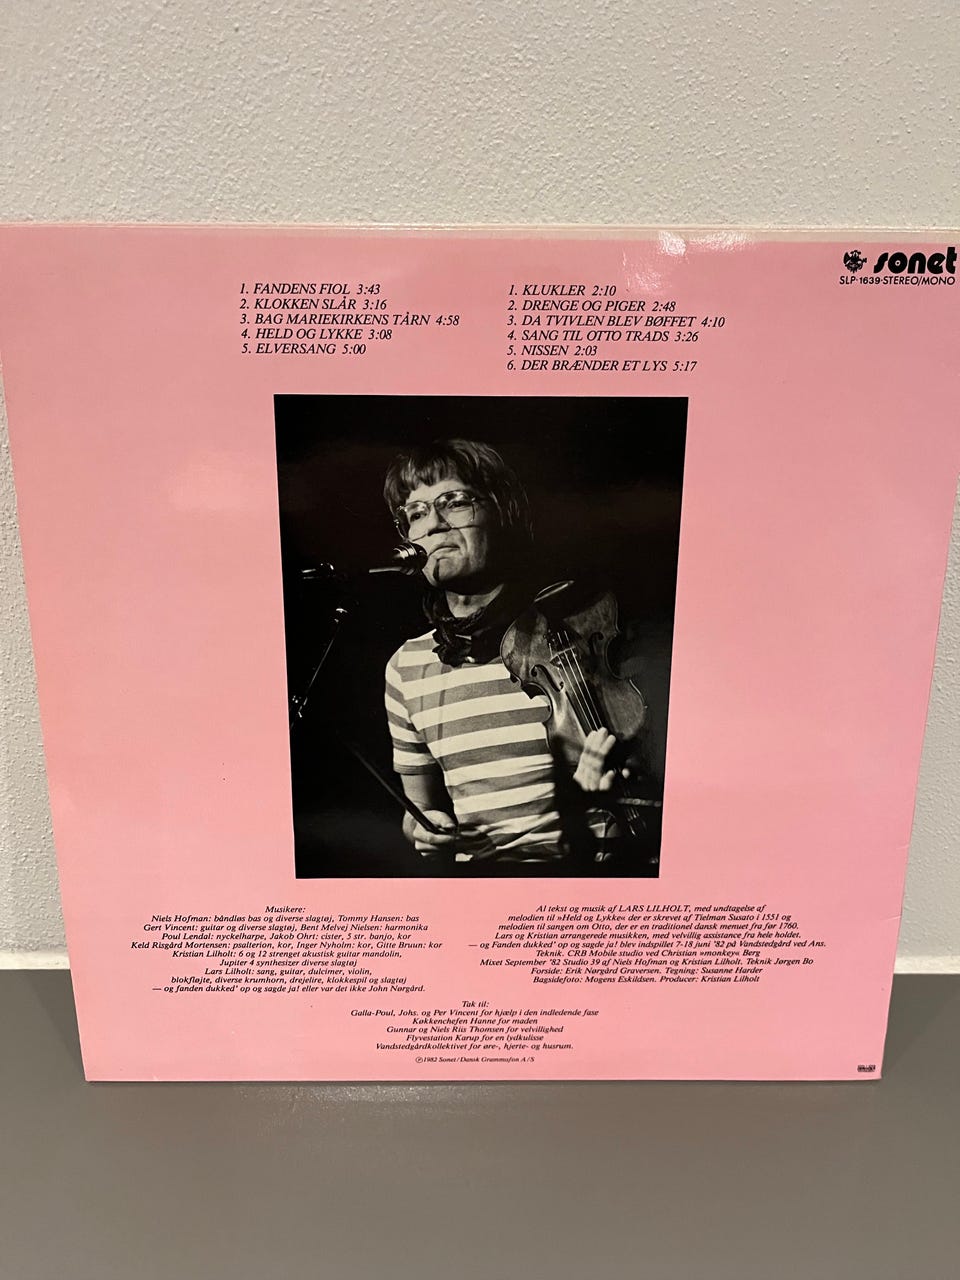 sonet
SLP-1639-STEREO/MONO
1. FANDENS FIOL 3:43
2. KLOKKEN SLÅR 3:16
3. BAG MARIEKIRKENS TÅRN 4:58
4. HELD OG LYKKE 3:08
5. ELVERSANG 5:00
1. KLUKLER 2:10
2. DRENGE OG PIGER 2:48
3. DA TVIVLEN BLEV BØFFET 4:10
4. SANG TIL OTTO TRADS 3:26
5. NISSEN 2:03
6. DER BRÆNDER ET LYS 5:17
Musikere:
Niels Hofman: båndløs bas og diverse slagtøj, Tommy Hansen: bas
Gert Vincent: guitar og diverse slagtøj, Bent Melvej Nielsen: harmonika
Poul Lendal: nyckelharpe, Jakob Ohrt: cister, 5 str. banjo, kor
Keld Risgård Mortensen: psalterion, kor, Inger Nyholm: kor, Gitte Bruun: kor
Kristian Lilholt: 6 og 12 strenget akustisk guitar mandolin,
Jupiter 4 synthesizer diverse slagtøj
Lars Lilholt: sang, guitar, dulcimer, violin,
blokfløjte, diverse krumhorn, drejelire, klokkespil og slagtøj
— og fanden dukked' op og sagde ja! eller var det ikke John Nørgård.
Al tekst og musik af LARS LILHOLT, med undtagelse af
melodien til »Held og Lykke« der er skrevet af Tielman Susato i 1551 og
melodien til sangen om Otto, der er en traditionel dansk menuet fra før 1760.
Lars og Kristian arrangerede musikken, med velvillig assistance fra hele holdet.
— og Fanden dukked' op og sagde ja! blev indspillet 7-18 juni '82 på Vandstedgård ved Ans.
Teknik. CRB Mobile studio ved Christian »monkey« Berg
Mixet September '82 Studio 39 af Niels Hofman og Kristian Lilholt. Teknik Jørgen Bo
Forside: Erik Nørgård Graversen. Tegning: Susanne Harder
Bagsidefoto: Mogens Eskildsen. Producer: Kristian Lilholt
Tak til:
Galla-Poul, Johs. og Per Vincent for hjælp i den indledende fase
Køkkenchefen Hanne for maden
Gunnar og Niels Riis Thomsen for velvillighed
Flyvestation Karup for en lydkulisse
Vandstedgårdkollektivet for øre-, hjerte- og husrum.
Ⓟ1982 Sonet/Dansk Grammofon A/S